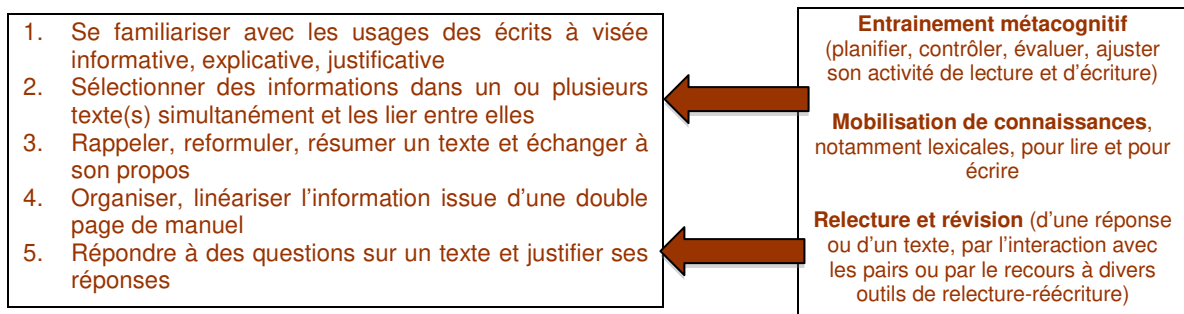 1. Se familiariser avec les usages des écrits à visée
informative, explicative, justificative
2. Sélectionner des informations dans un ou plusieurs
texte(s) simultanément et les lier entre elles
3. Rappeler, reformuler, résumer un texte et échanger à
son propos
4. Organiser, linéariser l'information issue d'une double
page de manuel
5. Répondre à des questions sur un texte et justifier ses
réponses
Entrainement métacognitif
(planifier, contrôler, évaluer, ajuster
son activité de lecture et d'écriture)
Mobilisation de connaissances,
notamment lexicales, pour lire et pour
écrire
Relecture et révision (d'une réponse
ou d'un texte, par l'interaction avec
les pairs ou par le recours à divers
outils de relecture-réécriture)